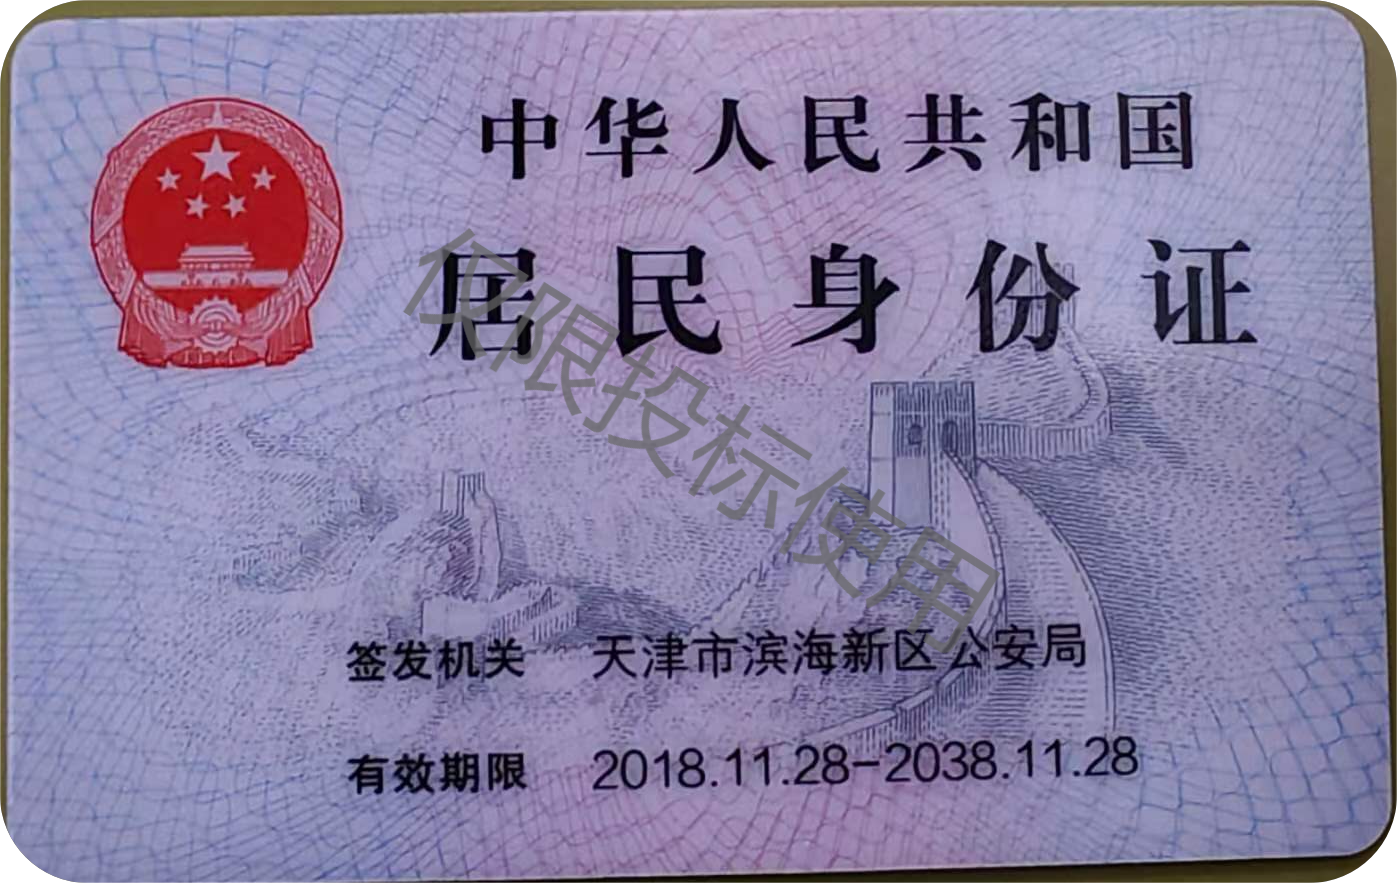 中华人民共和国
居民身份证
仅限投标使用
签发机关 天津市滨海新区公安局
有效期限 2018.11.28-2038.11.28